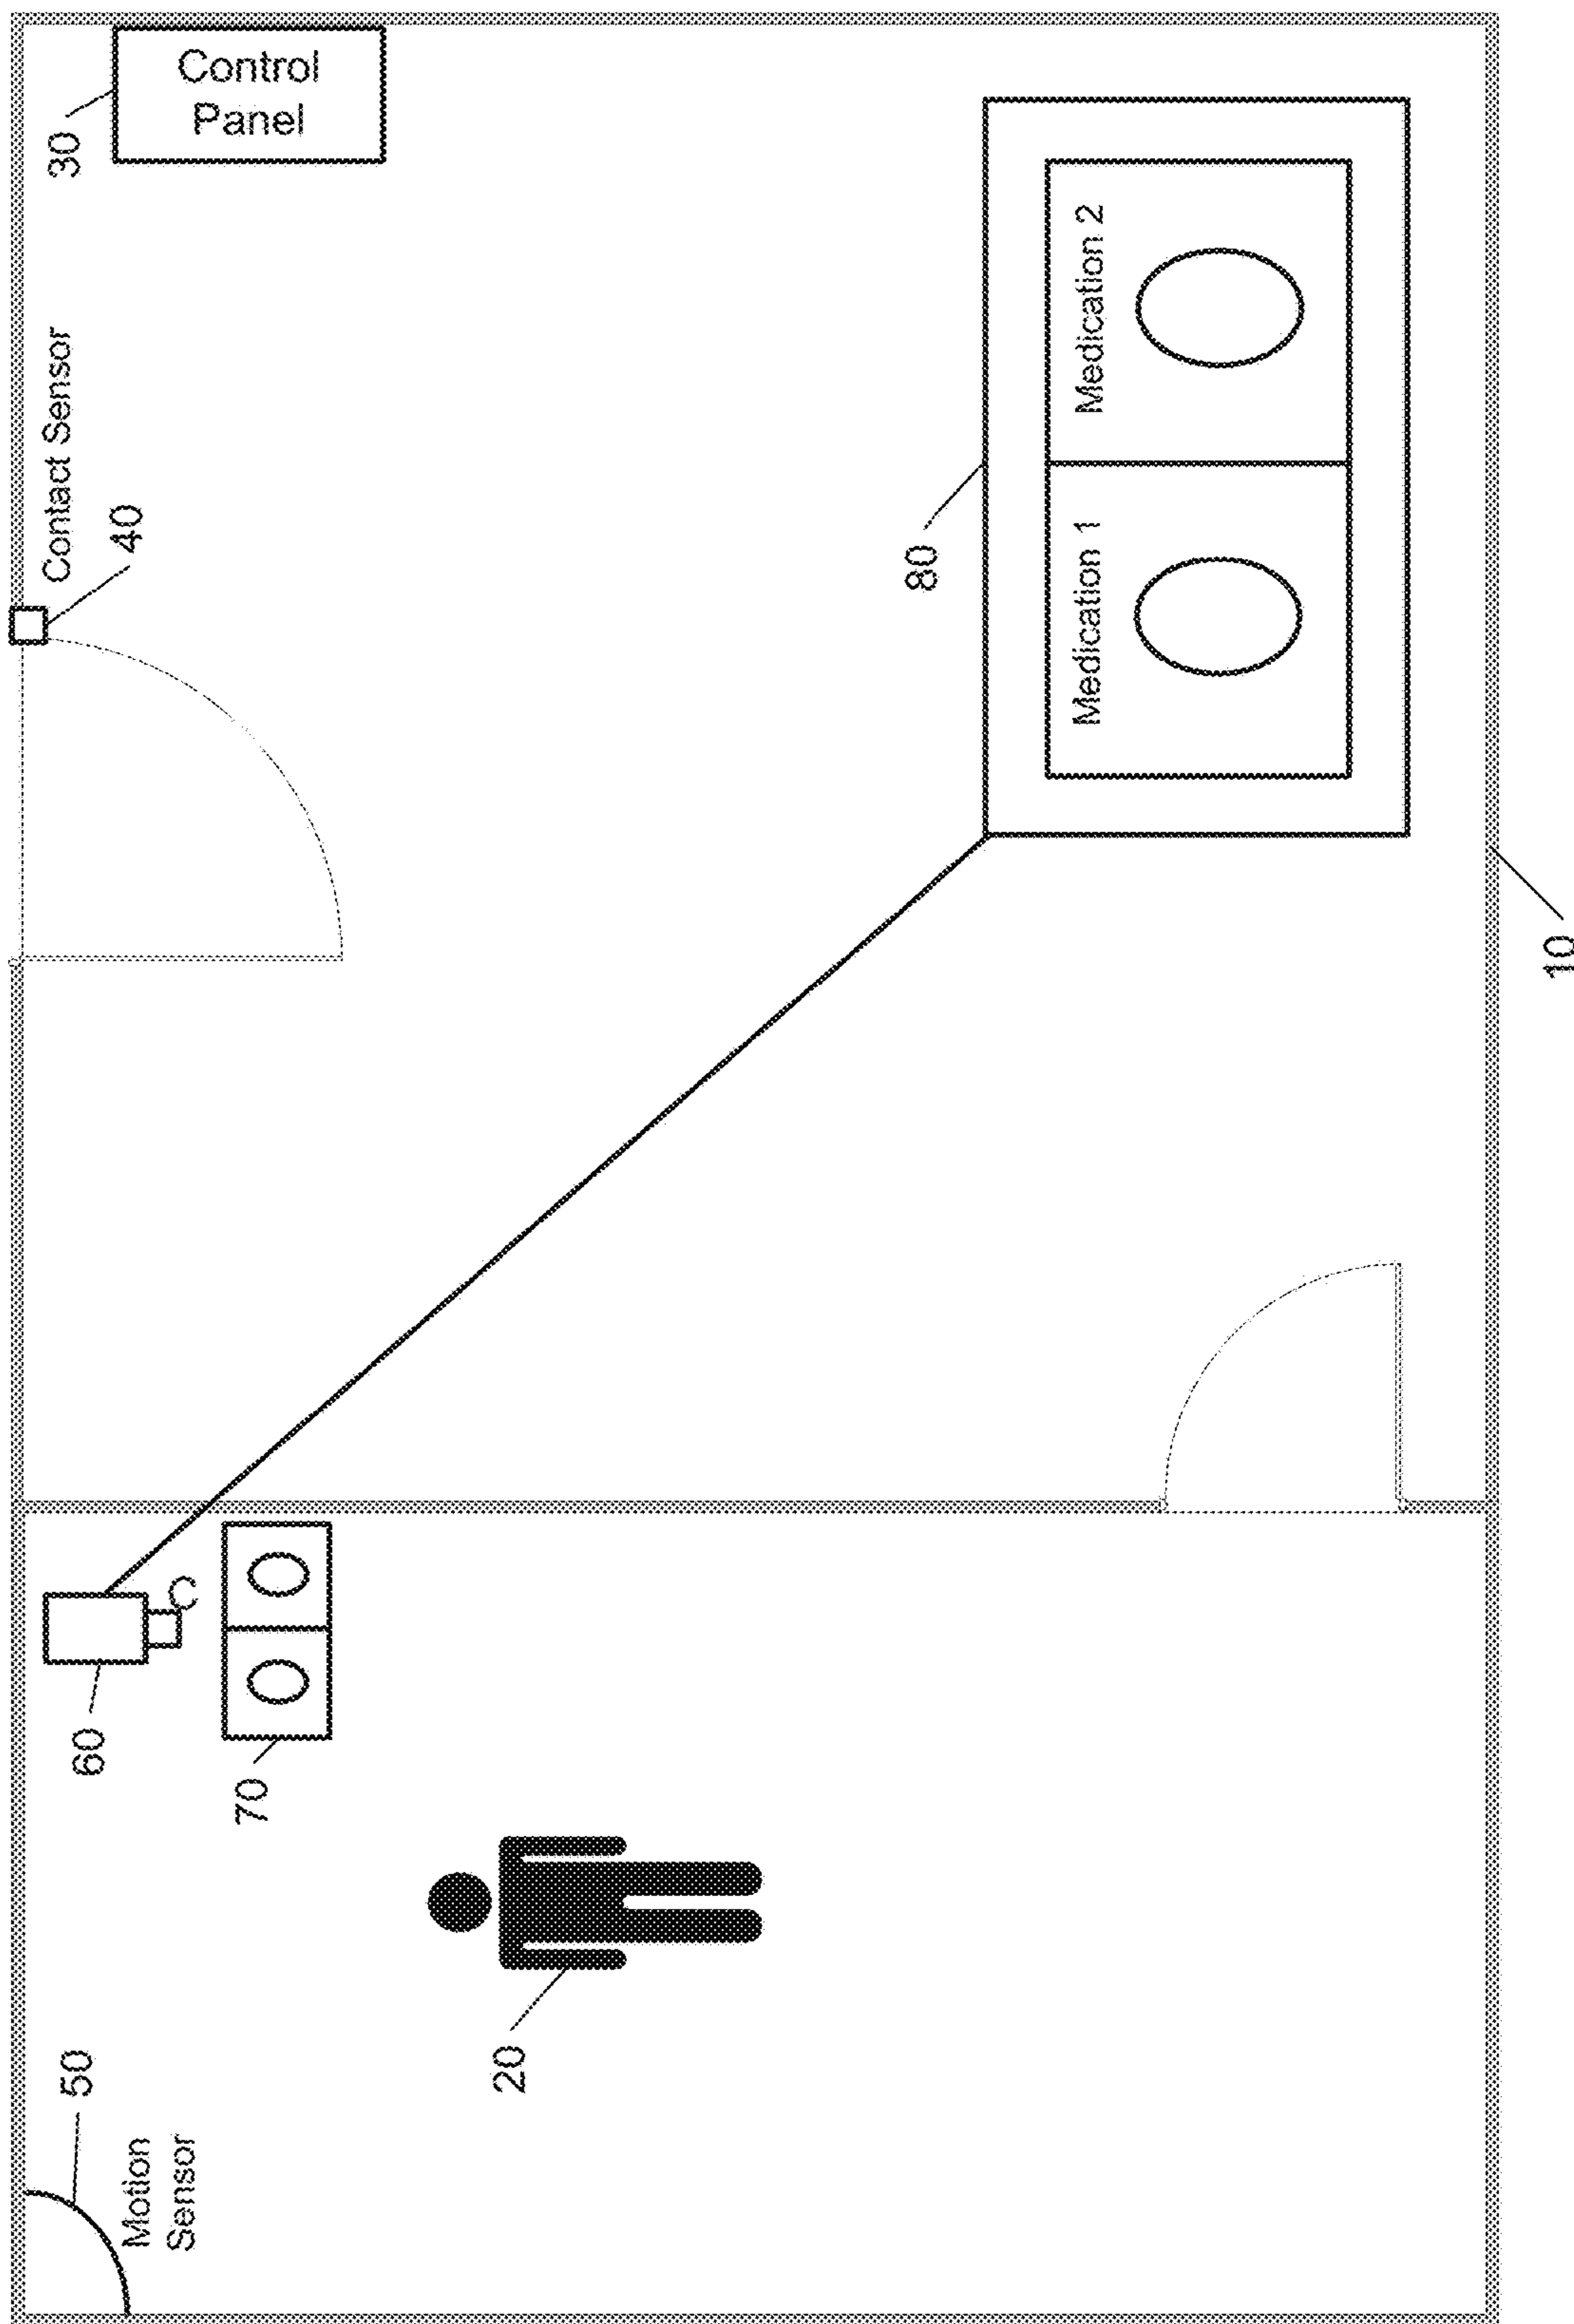 Control
Panel
30
Contact Sensor
40
80
Medication 1
Medication 2
10
60
C
70
20
50
Motion
Sensor